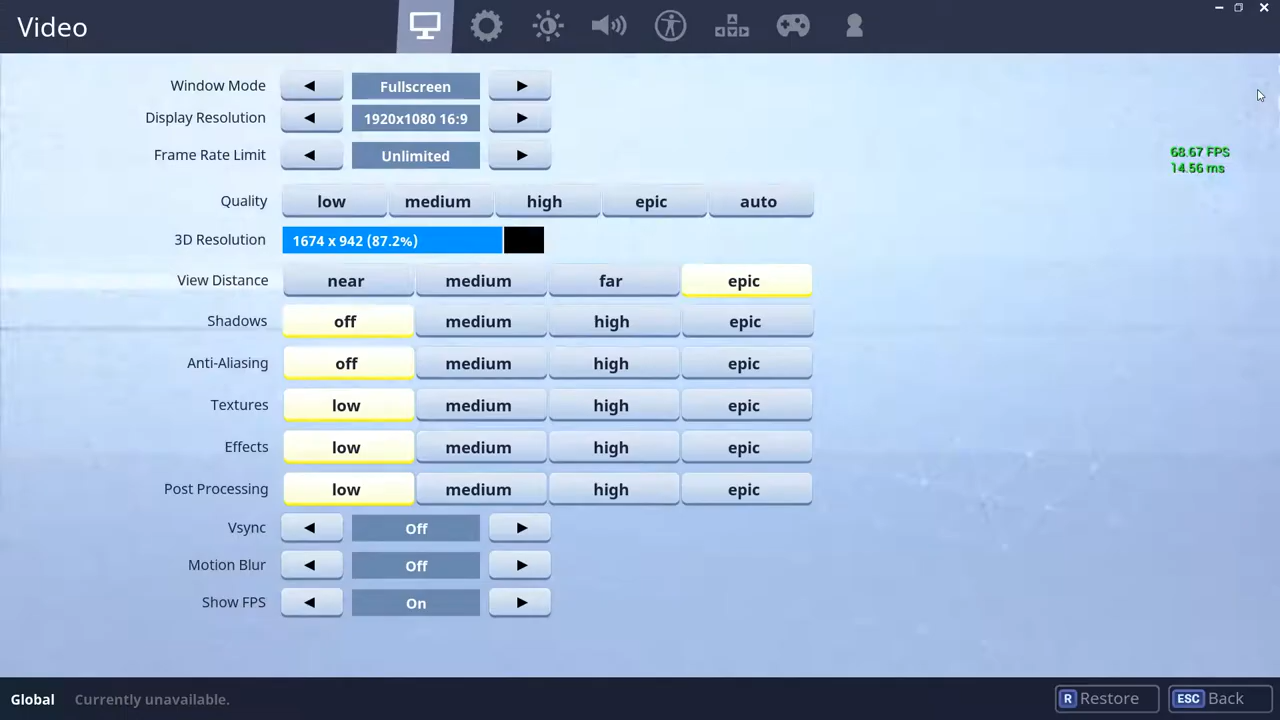 Video
Window Mode Fullscreen
Display Resolution 1920x1080 16:9
Frame Rate Limit Unlimited
68.67 FPS
14.56 ms
Quality low medium high epic auto
3D Resolution 1674 x 942 (87.2%)
View Distance near medium far epic
Shadows off medium high epic
Anti-Aliasing off medium high epic
Textures low medium high epic
Effects low medium high epic
Post Processing low medium high epic
Vsync Off
Motion Blur Off
Show FPS On
Global Currently unavailable. R Restore ESC Back